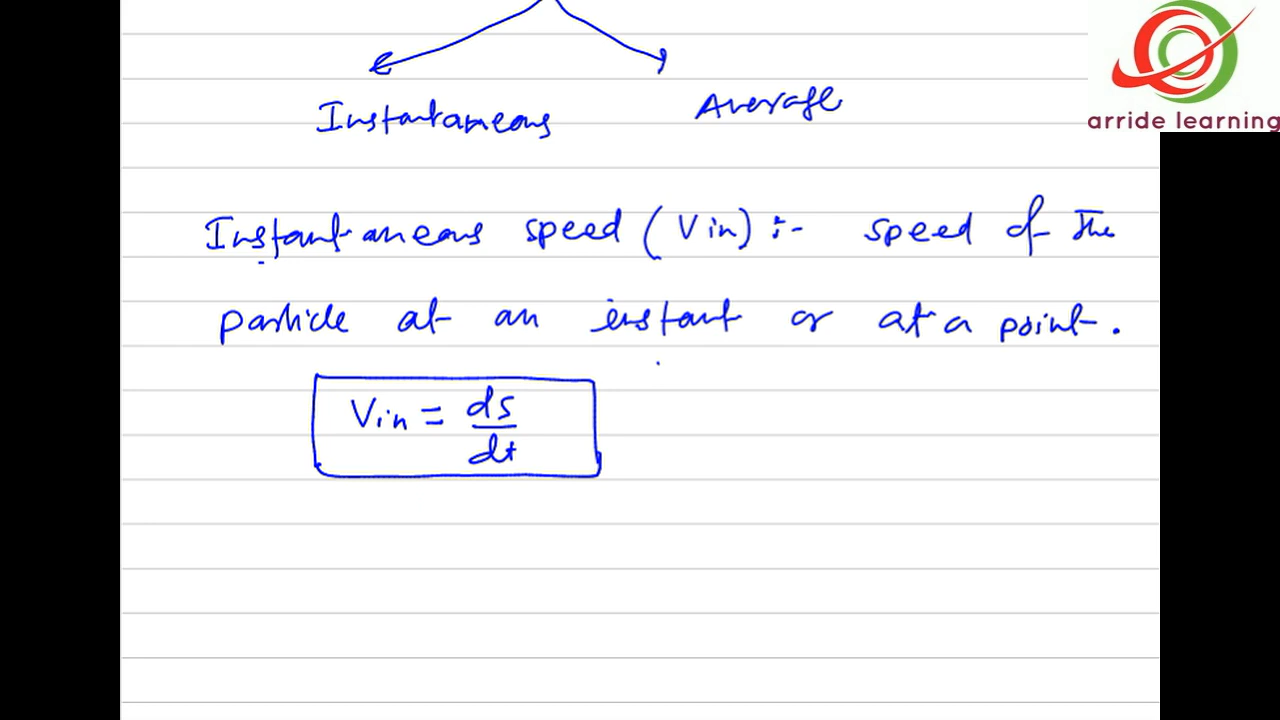 Instantaneous Average
arride learning
Instantaneous speed (Vin) :- speed of the
particle at an instant or at a point.
Vin = ds/dt